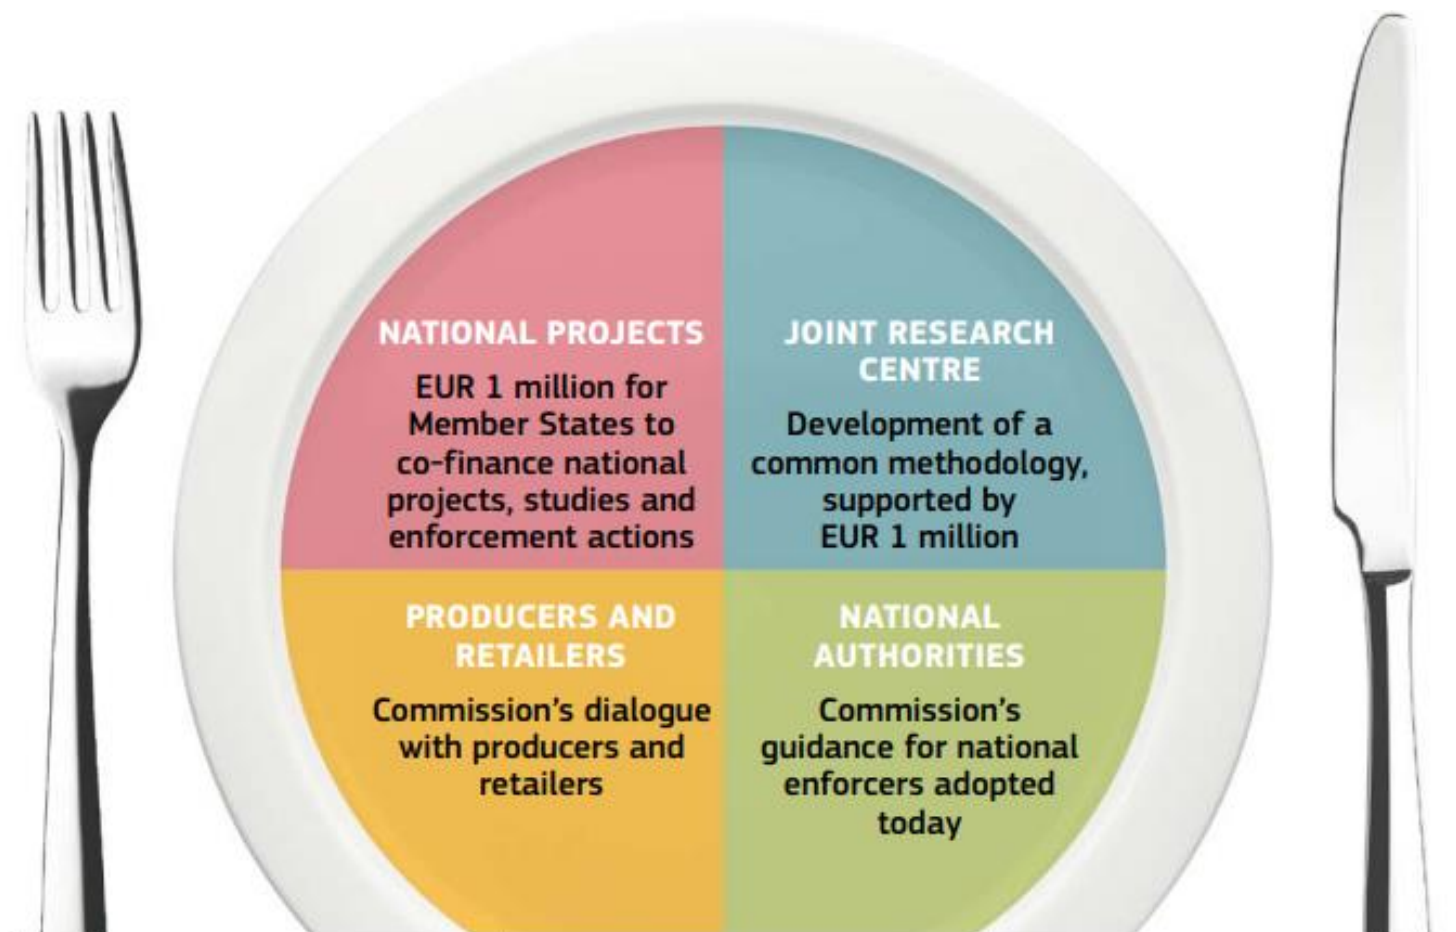 NATIONAL PROJECTS
EUR 1 million for
Member States to
co-finance national
projects, studies and
enforcement actions
JOINT RESEARCH
CENTRE
Development of a
common methodology,
supported by
EUR 1 million
PRODUCERS AND
RETAILERS
Commission's dialogue
with producers and
retailers
NATIONAL
AUTHORITIES
Commission's
guidance for national
enforcers adopted
today